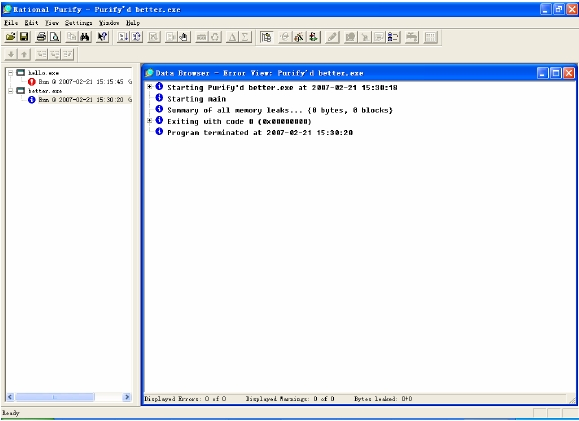 Rational Purify - Purify'd better.exe
File Edit View Settings Window Help
hello.exe
Run @ 2007-02-21 15:15:45
better.exe
Run @ 2007-02-21 15:30:20
Data Browser - Error View: Purify'd better.exe
Starting Purify'd better.exe at 2007-02-21 15:30:18
Starting main
Summary of all memory leaks... {0 bytes, 0 blocks}
Exiting with code 0 (0x00000000)
Program terminated at 2007-02-21 15:30:20
Displayed Errors: 0 of 0 Displayed Warnings: 0 of 0 Bytes leaked: 0+0
Ready